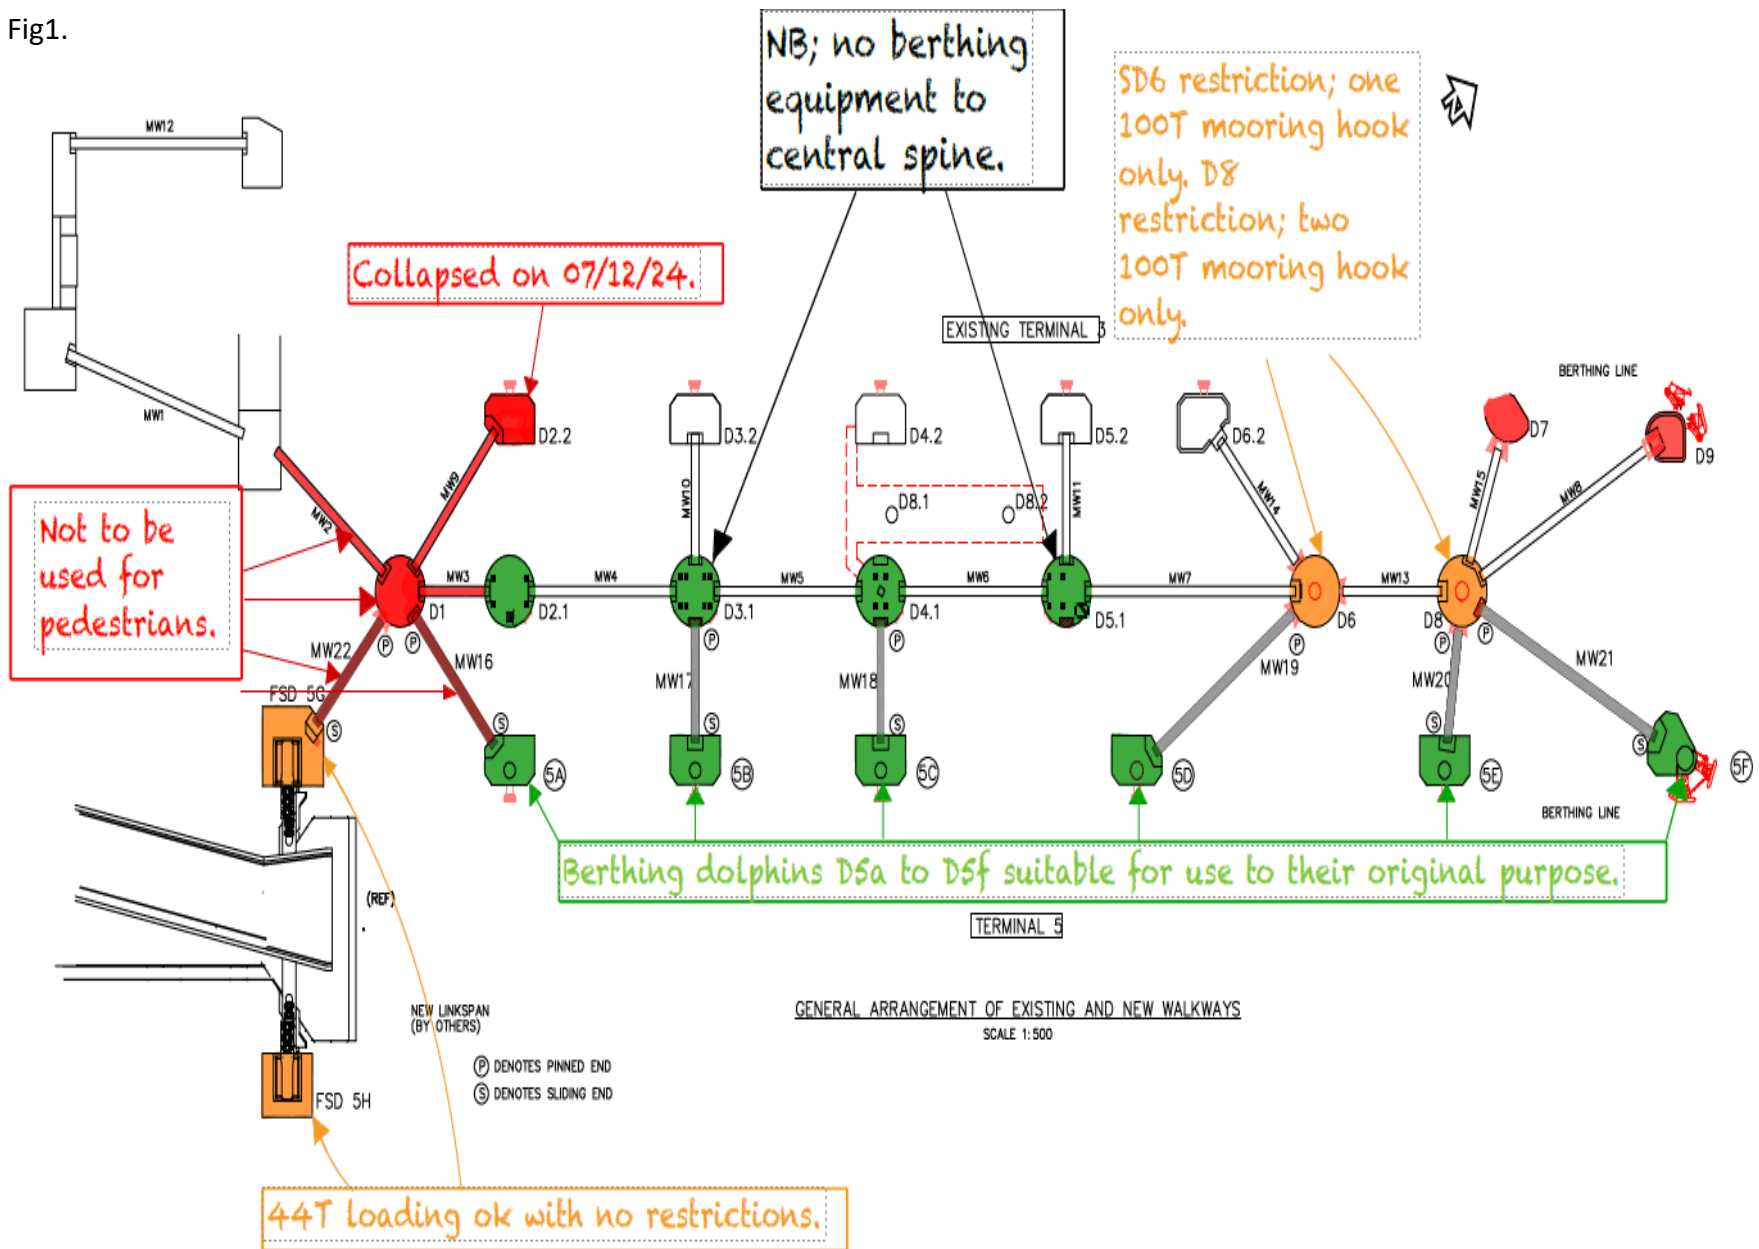 Fig1.
NB; no berthing
equipment to
central spine.
SD6 restriction; one
100T mooring hook
only. D8
restriction; two
100T mooring hook
only.
N
MW12
Collapsed on 07/12/24.
EXISTING TERMINAL 3
BERTHING LINE
MW1
D2.2
D3.2
D4.2
D5.2
D6.2
D7
D9
MW9
MW10
MW11
MW14
MW15
MW8
D8.1
D8.2
MW2
Not to be
used for
pedestrians.
MW3
MW4
MW5
MW6
MW7
MW13
D1
D2.1
D3.1
D4.1
D5.1
D6
D8
P
P
P
P
P
P
P
MW22
MW16
MW17
MW18
MW19
MW20
MW21
FSD 5G
S
S
S
S
S
S
5A
5B
5C
5D
5E
5F
BERTHING LINE
Berthing dolphins D5a to D5f suitable for use to their original purpose.
(REF)
TERMINAL 5
NEW LINKSPAN
(BY OTHERS)
GENERAL ARRANGEMENT OF EXISTING AND NEW WALKWAYS
SCALE 1:500
P DENOTES PINNED END
S DENOTES SLIDING END
FSD 5H
44T loading ok with no restrictions.